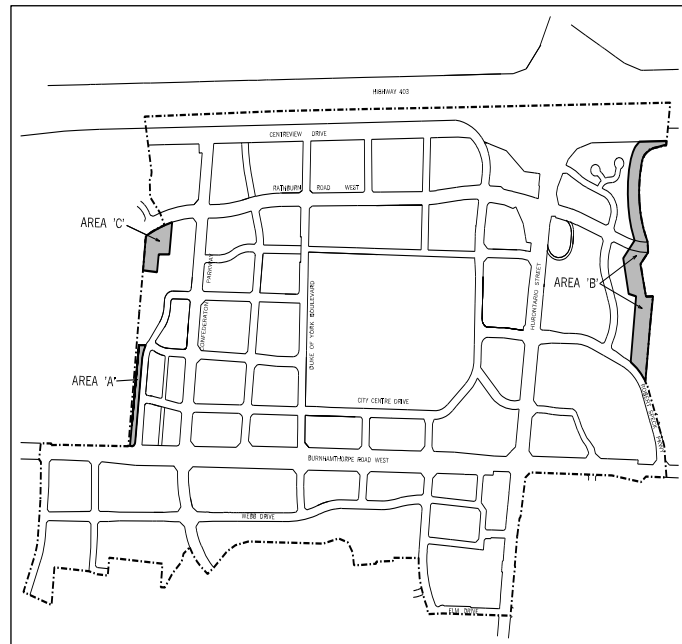 HIGHWAY 403
CENTREVIEW DRIVE
RATHBURN ROAD WEST
AREA 'C'
PARKWAY
CONFEDERATION
DUKE OF YORK BOULEVARD
HURONTARIO STREET
AREA 'B'
AREA 'A'
CITY CENTRE DRIVE
BURNHAMTHORPE ROAD WEST
WEBB DRIVE
ELM DRIVE